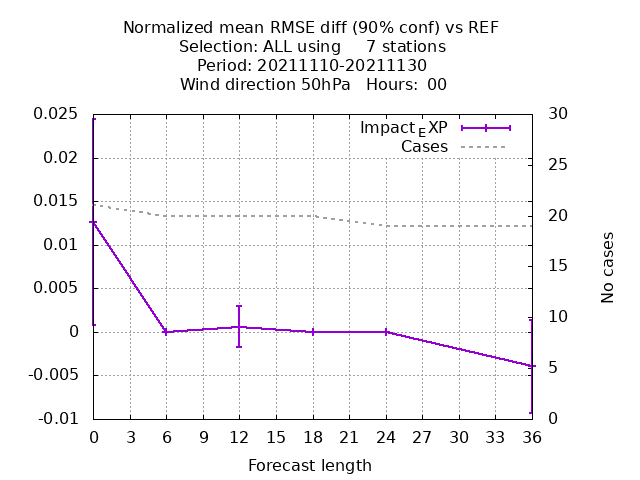 Normalized mean RMSE diff (90% conf) vs REF
Selection: ALL using 7 stations
Period: 20211110-20211130
Wind direction 50hPa Hours: 00
Impact_EXP
Cases
0.025
0.02
0.015
0.01
0.005
0
-0.005
-0.01
30
25
20
15
10
5
0
No cases
0 3 6 9 12 15 18 21 24 27 30 33 36
Forecast length